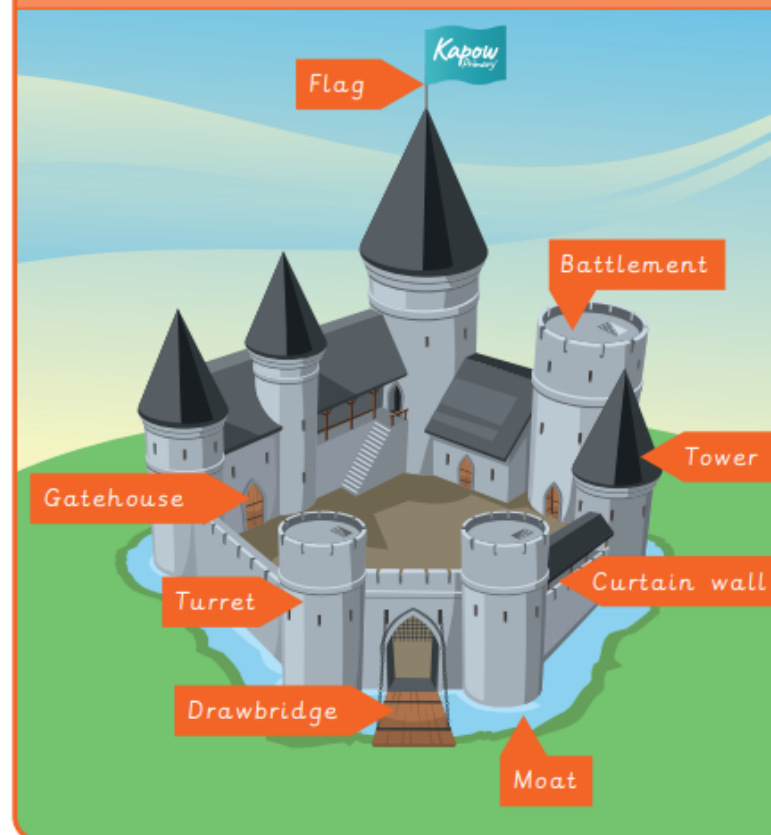 Kapow
Primary
Flag
Battlement
Tower
Gatehouse
Curtain wall
Turret
Drawbridge
Moat